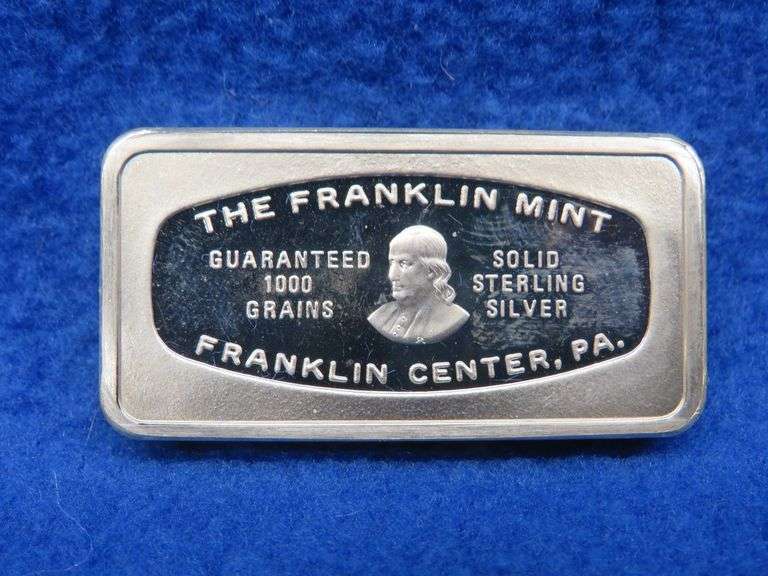 THE FRANKLIN MINT
GUARANTEED
1000
GRAINS
SOLID
STERLING
SILVER
FRANKLIN CENTER, PA.